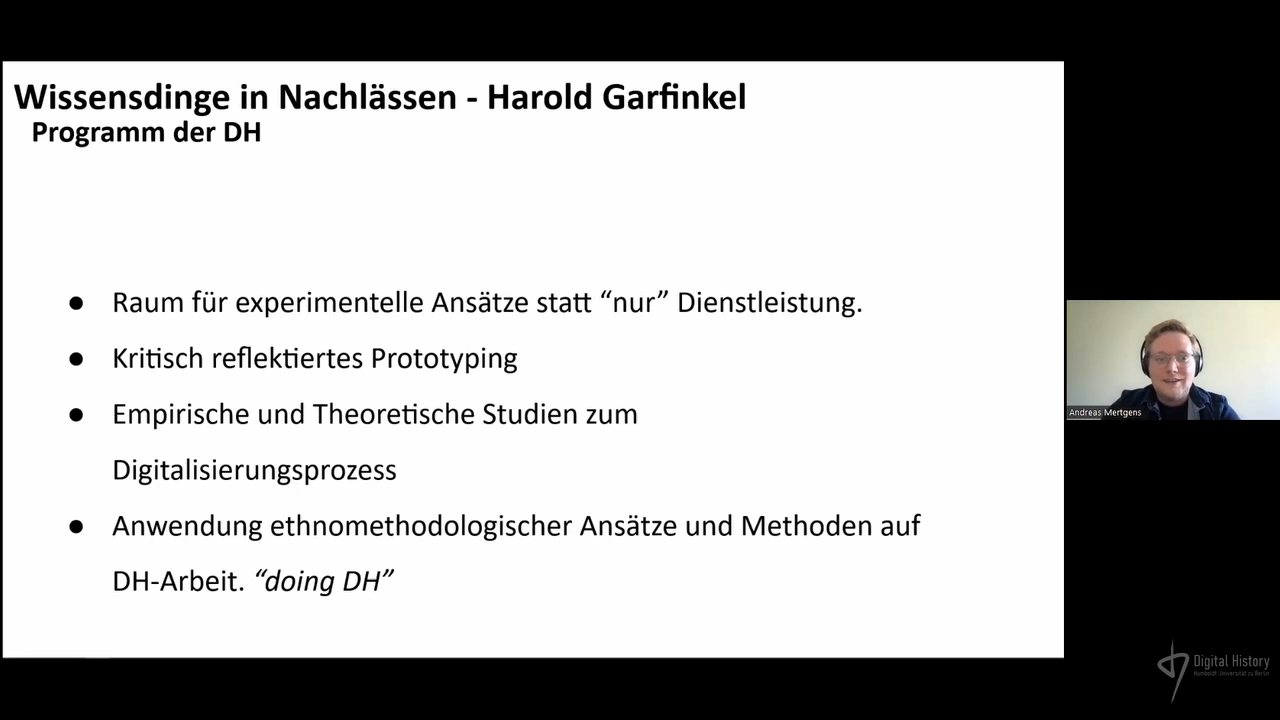 Wissensdinge in Nachlässen - Harold Garfinkel
Programm der DH
● Raum für experimentelle Ansätze statt “nur” Dienstleistung.
● Kritisch reflektiertes Prototyping
● Empirische und Theoretische Studien zum
Digitalisierungsprozess
● Anwendung ethnomethodologischer Ansätze und Methoden auf
DH-Arbeit. “doing DH”
Andreas Mertgens
Digital History
Humboldt-Universität zu Berlin